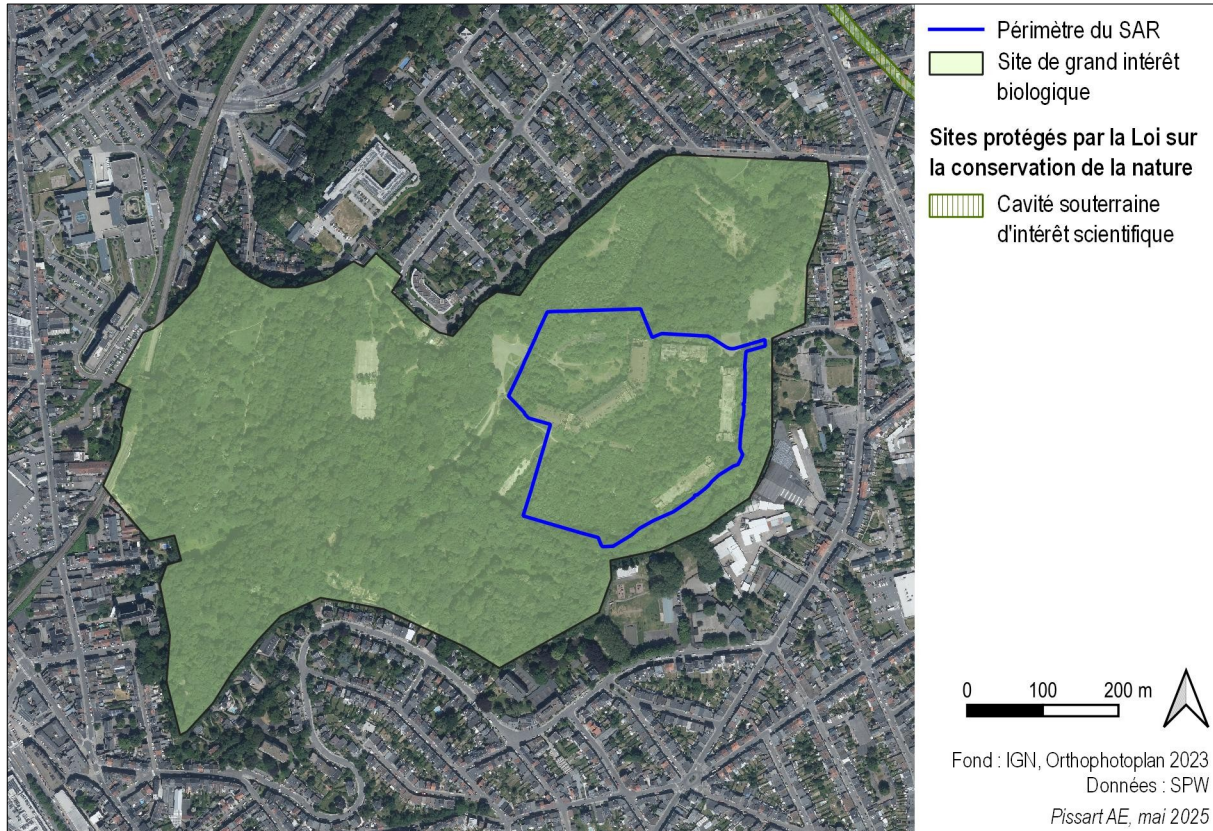 Périmètre du SAR
Site de grand intérêt
biologique
Sites protégés par la Loi sur
la conservation de la nature
Cavité souterraine
d'intérêt scientifique
0 100 200 m
Fond : IGN, Orthophotoplan 2023
Données : SPW
Pissart AE, mai 2025